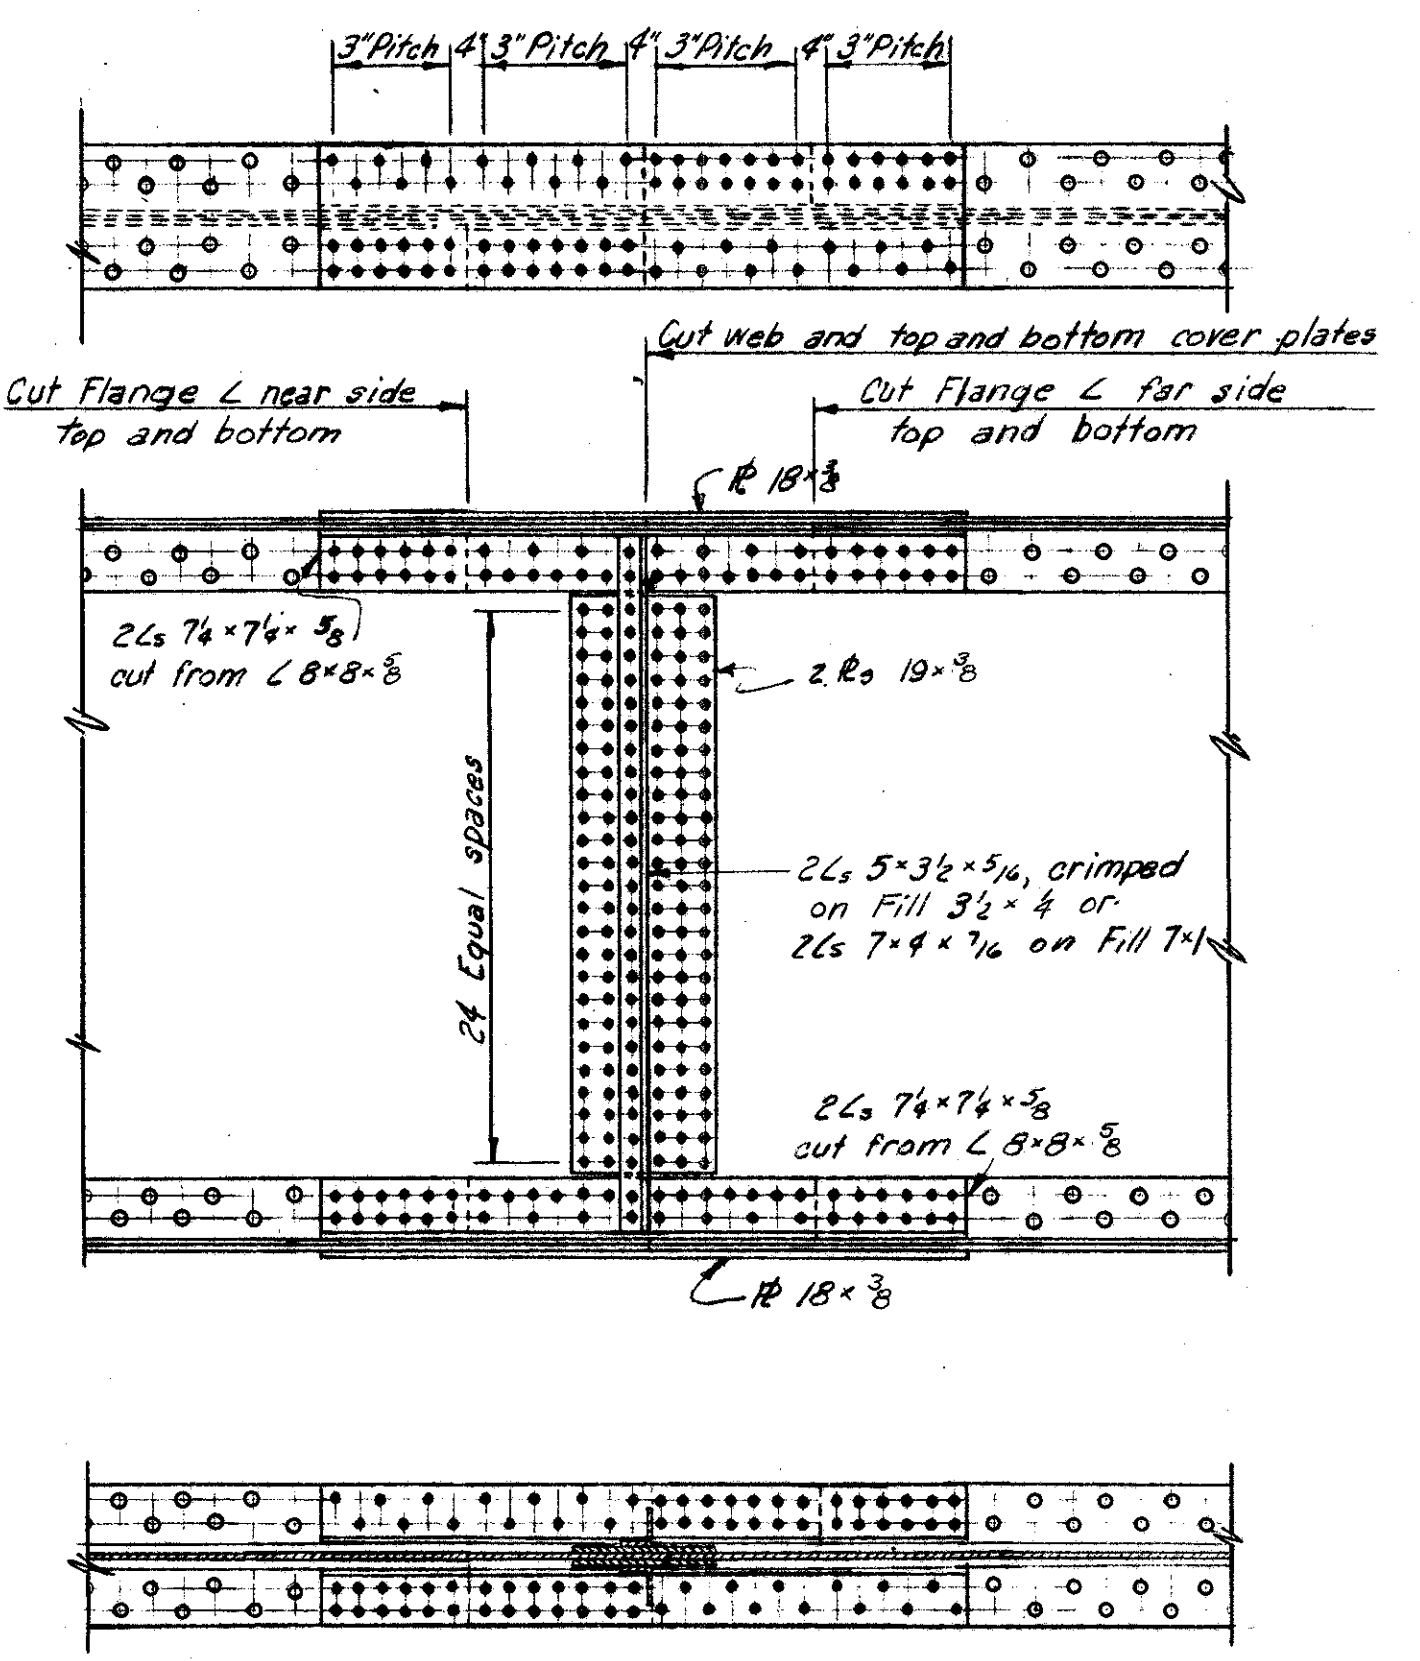 3"Pitch 4" 3"Pitch 4" 3"Pitch 4" 3"Pitch
Cut web and top and bottom cover plates
Cut Flange ∠ near side
top and bottom
Cut Flange ∠ far side
top and bottom
℄ 18 × 3/8
2∠s 7¼ × 7¼ × 5/8
cut from ∠ 8×8×5/8
2 ℄s 19 × 3/8
24 Equal spaces
2∠s 5 × 3½ × 5/16, crimped
on Fill 3½ × ¼ or
2∠s 7 × 4 × 7/16 on Fill 7×1
2∠s 7¼ × 7¼ × 5/8
cut from ∠ 8×8×5/8
℄ 18 × 3/8